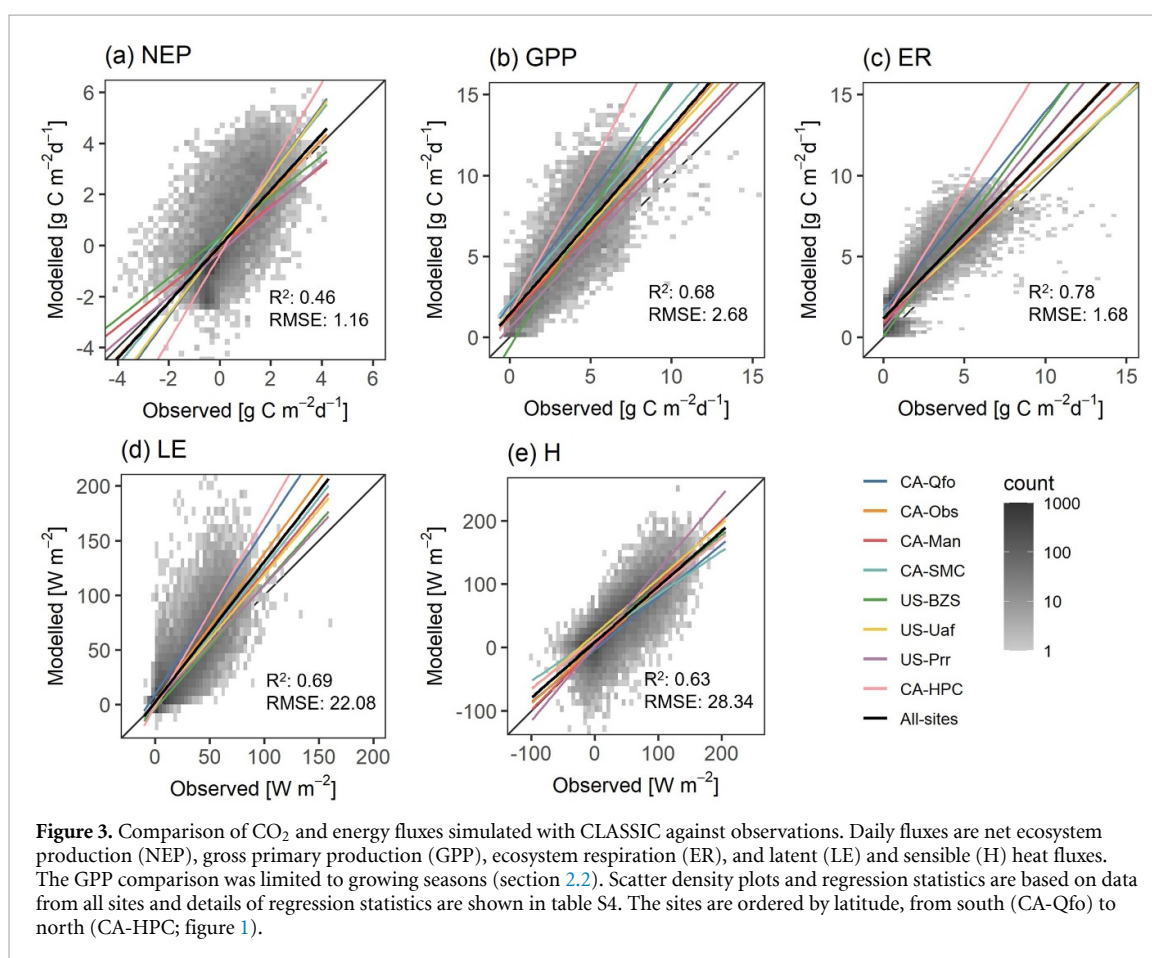 (a) NEP
(b) GPP
(c) ER
Modelled [g C m⁻²d⁻¹]
6
4
2
0
-2
-4
R²: 0.46
RMSE: 1.16
-4 -2 0 2 4 6
Observed [g C m⁻²d⁻¹]
Modelled [g C m⁻²d⁻¹]
15
10
5
0
R²: 0.68
RMSE: 2.68
0 5 10 15
Observed [g C m⁻²d⁻¹]
Modelled [g C m⁻²d⁻¹]
15
10
5
0
R²: 0.78
RMSE: 1.68
0 5 10 15
Observed [g C m⁻²d⁻¹]
(d) LE
(e) H
Modelled [W m⁻²]
200
150
100
50
0
R²: 0.69
RMSE: 22.08
0 50 100 150 200
Observed [W m⁻²]
Modelled [W m⁻²]
200
100
0
-100
R²: 0.63
RMSE: 28.34
-100 0 100 200
Observed [W m⁻²]
CA-Qfo
CA-Obs
CA-Man
CA-SMC
US-BZS
US-Uaf
US-Prr
CA-HPC
All-sites
count
1000
100
10
1
Figure 3. Comparison of CO₂ and energy fluxes simulated with CLASSIC against observations. Daily fluxes are net ecosystem
production (NEP), gross primary production (GPP), ecosystem respiration (ER), and latent (LE) and sensible (H) heat fluxes.
The GPP comparison was limited to growing seasons (section 2.2). Scatter density plots and regression statistics are based on data
from all sites and details of regression statistics are shown in table S4. The sites are ordered by latitude, from south (CA-Qfo) to
north (CA-HPC; figure 1).